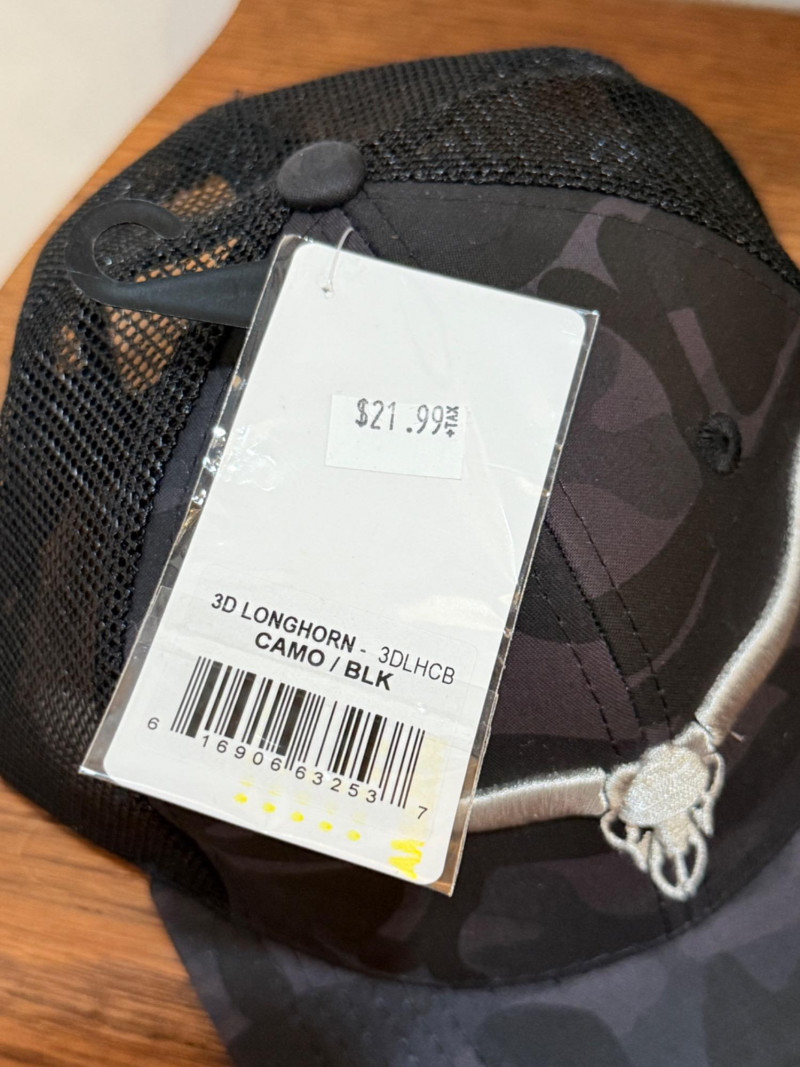 $21.99 +TAX
3D LONGHORN - 3DLHCB
CAMO / BLK
6 16906 63253 7